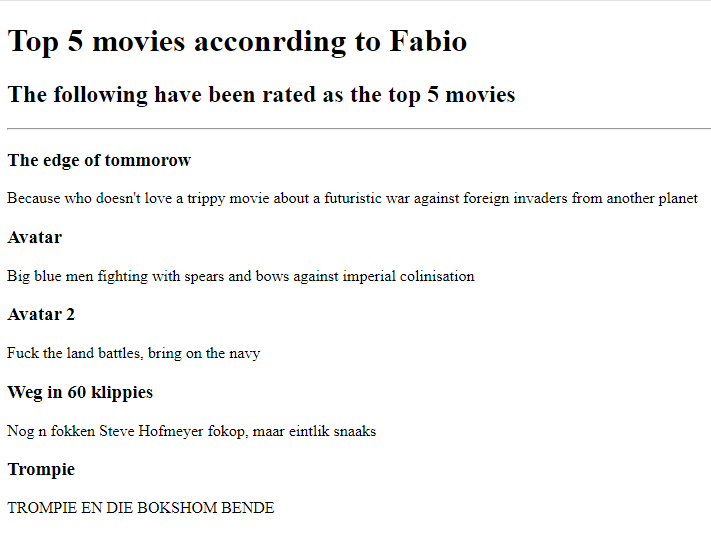 Top 5 movies acconrding to Fabio
The following have been rated as the top 5 movies
The edge of tommorow
Because who doesn't love a trippy movie about a futuristic war against foreign invaders from another planet
Avatar
Big blue men fighting with spears and bows against imperial colinisation
Avatar 2
Fuck the land battles, bring on the navy
Weg in 60 klippies
Nog n fokken Steve Hofmeyer fokop, maar eintlik snaaks
Trompie
TROMPIE EN DIE BOKSHOM BENDE